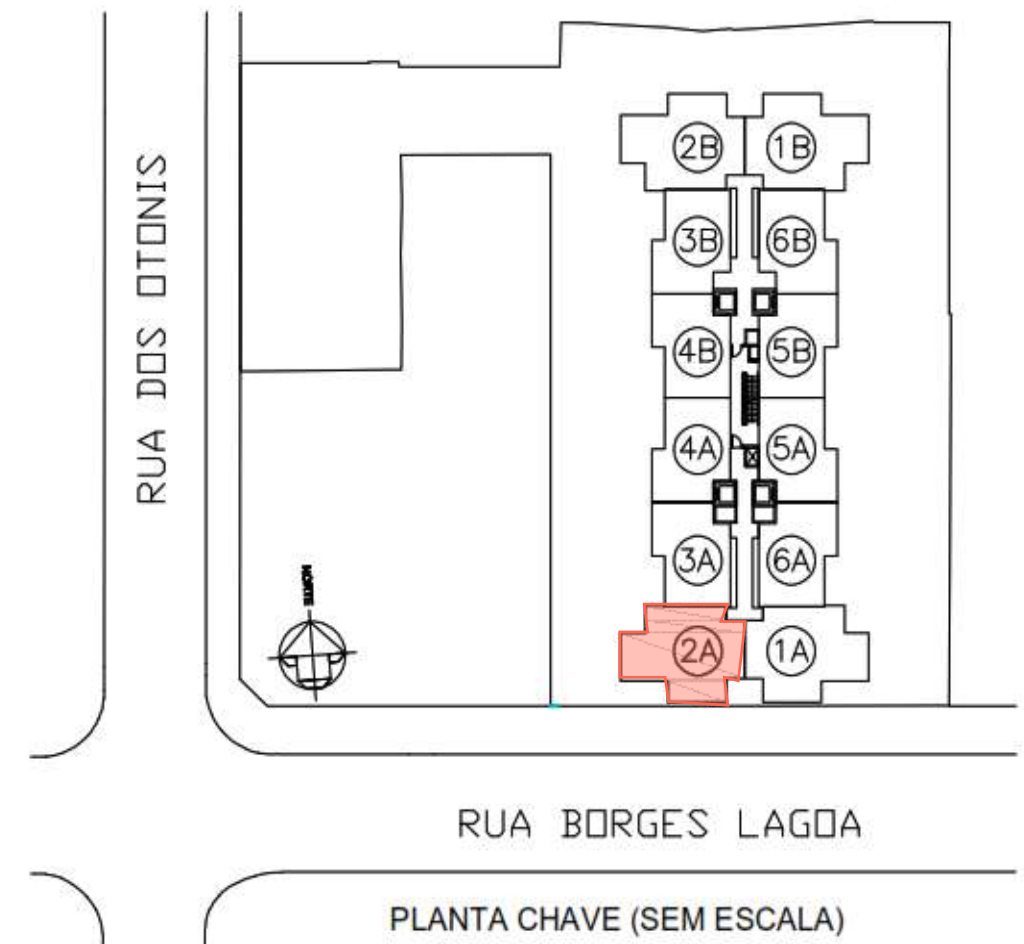 RUA DOS OTONIS
2B
1B
3B
6B
4B
5B
4A
5A
3A
6A
NORTE
2A
1A
RUA BORGES LAGOA
PLANTA CHAVE (SEM ESCALA)